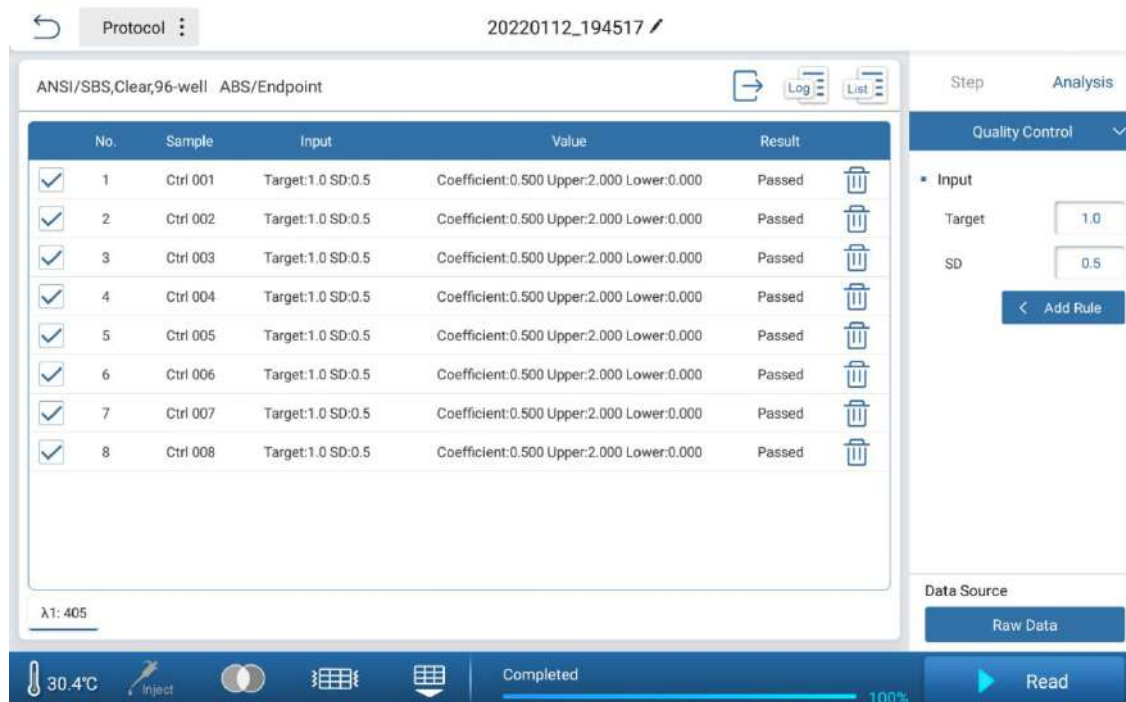 Protocol
20220112_194517
ANSI/SBS,Clear,96-well ABS/Endpoint
Log List
Step Analysis
No. Sample Input Value Result
1 Ctrl 001 Target:1.0 SD:0.5 Coefficient:0.500 Upper:2.000 Lower:0.000 Passed
2 Ctrl 002 Target:1.0 SD:0.5 Coefficient:0.500 Upper:2.000 Lower:0.000 Passed
3 Ctrl 003 Target:1.0 SD:0.5 Coefficient:0.500 Upper:2.000 Lower:0.000 Passed
4 Ctrl 004 Target:1.0 SD:0.5 Coefficient:0.500 Upper:2.000 Lower:0.000 Passed
5 Ctrl 005 Target:1.0 SD:0.5 Coefficient:0.500 Upper:2.000 Lower:0.000 Passed
6 Ctrl 006 Target:1.0 SD:0.5 Coefficient:0.500 Upper:2.000 Lower:0.000 Passed
7 Ctrl 007 Target:1.0 SD:0.5 Coefficient:0.500 Upper:2.000 Lower:0.000 Passed
8 Ctrl 008 Target:1.0 SD:0.5 Coefficient:0.500 Upper:2.000 Lower:0.000 Passed
λ1: 405
Quality Control
Input
Target 1.0
SD 0.5
Add Rule
Data Source
Raw Data
30.4℃ Inject
Completed
100%
Read